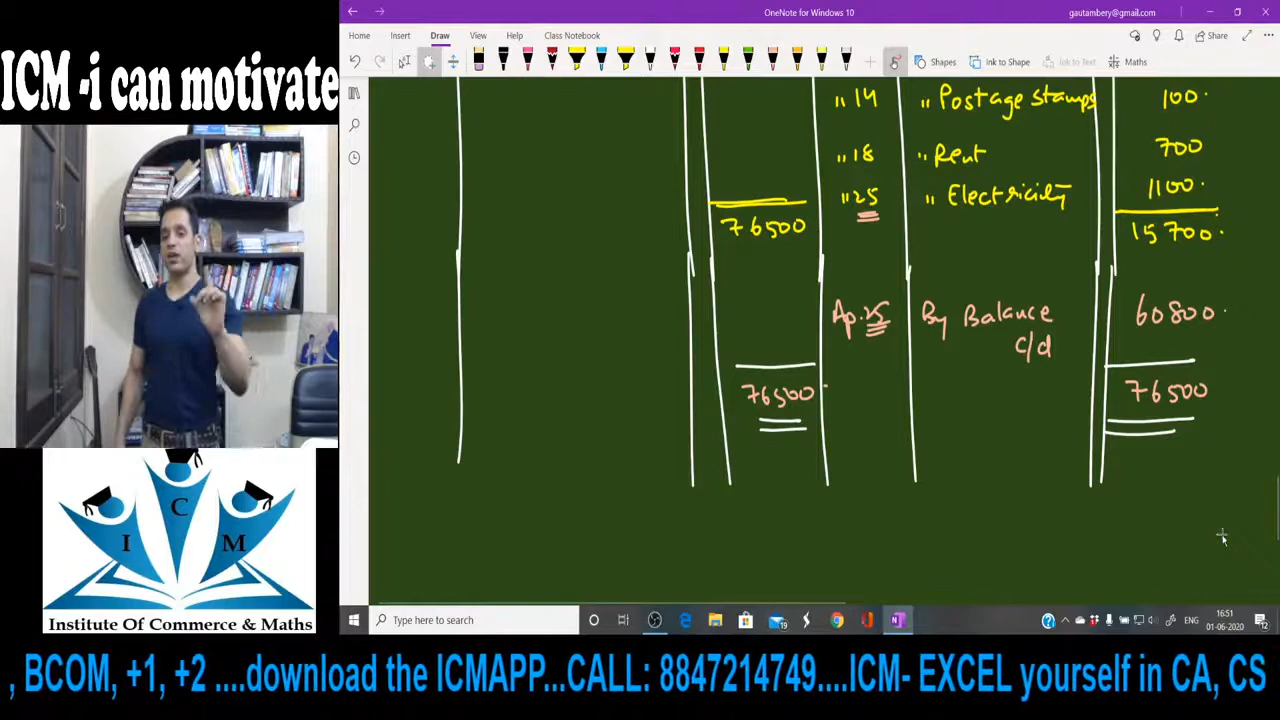 ICM -i can motivate
I
C
M
Institute Of Commerce & Maths
OneNote for Windows 10
gautambery@gmail.com
Home Insert Draw View Help Class Notebook
Share
Shapes Ink to Shape Ink to Text Maths
" 14 " Postage Stamps 100.
" 18 " Rent 700
" 25 " Electricity 1100.
76500 15700.
Ap. 25 By Balance 60800.
c/d
76500 76500
Type here to search
19
ENG
16:51
01-06-2020
12
, BCOM, +1, +2 ....download the ICMAPP...CALL: 8847214749....ICM- EXCEL yourself in CA, CS